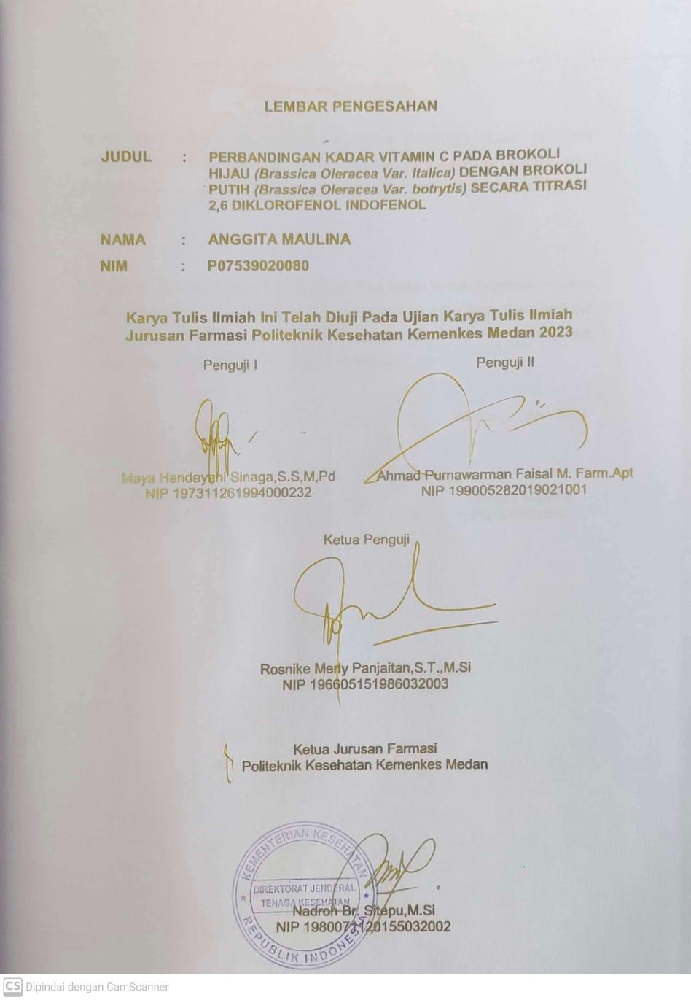 LEMBAR PENGESAHAN
JUDUL : PERBANDINGAN KADAR VITAMIN C PADA BROKOLI
HIJAU (Brassica Oleracea Var. Italica) DENGAN BROKOLI
PUTIH (Brassica Oleracea Var. botrytis) SECARA TITRASI
2,6 DIKLOROFENOL INDOFENOL
NAMA : ANGGITA MAULINA
NIM : P07539020080
Karya Tulis Ilmiah Ini Telah Diuji Pada Ujian Karya Tulis Ilmiah
Jurusan Farmasi Politeknik Kesehatan Kemenkes Medan 2023
Penguji I
Penguji II
Maya Handayani Sinaga,S.S,M,Pd
NIP 197311261994000232
Ahmad Purnawarman Faisal M. Farm.Apt
NIP 199005282019021001
Ketua Penguji
Rosnike Merly Panjaitan,S.T.,M.Si
NIP 196605151986032003
Ketua Jurusan Farmasi
Politeknik Kesehatan Kemenkes Medan
KEMENTERIAN KESEHATAN
DIREKTORAT JENDERAL
TENAGA KESEHATAN
REPUBLIK INDONESIA
Nadroh Br. Sitepu,M.Si
NIP 198007112015032002
CS Dipindai dengan CamScanner